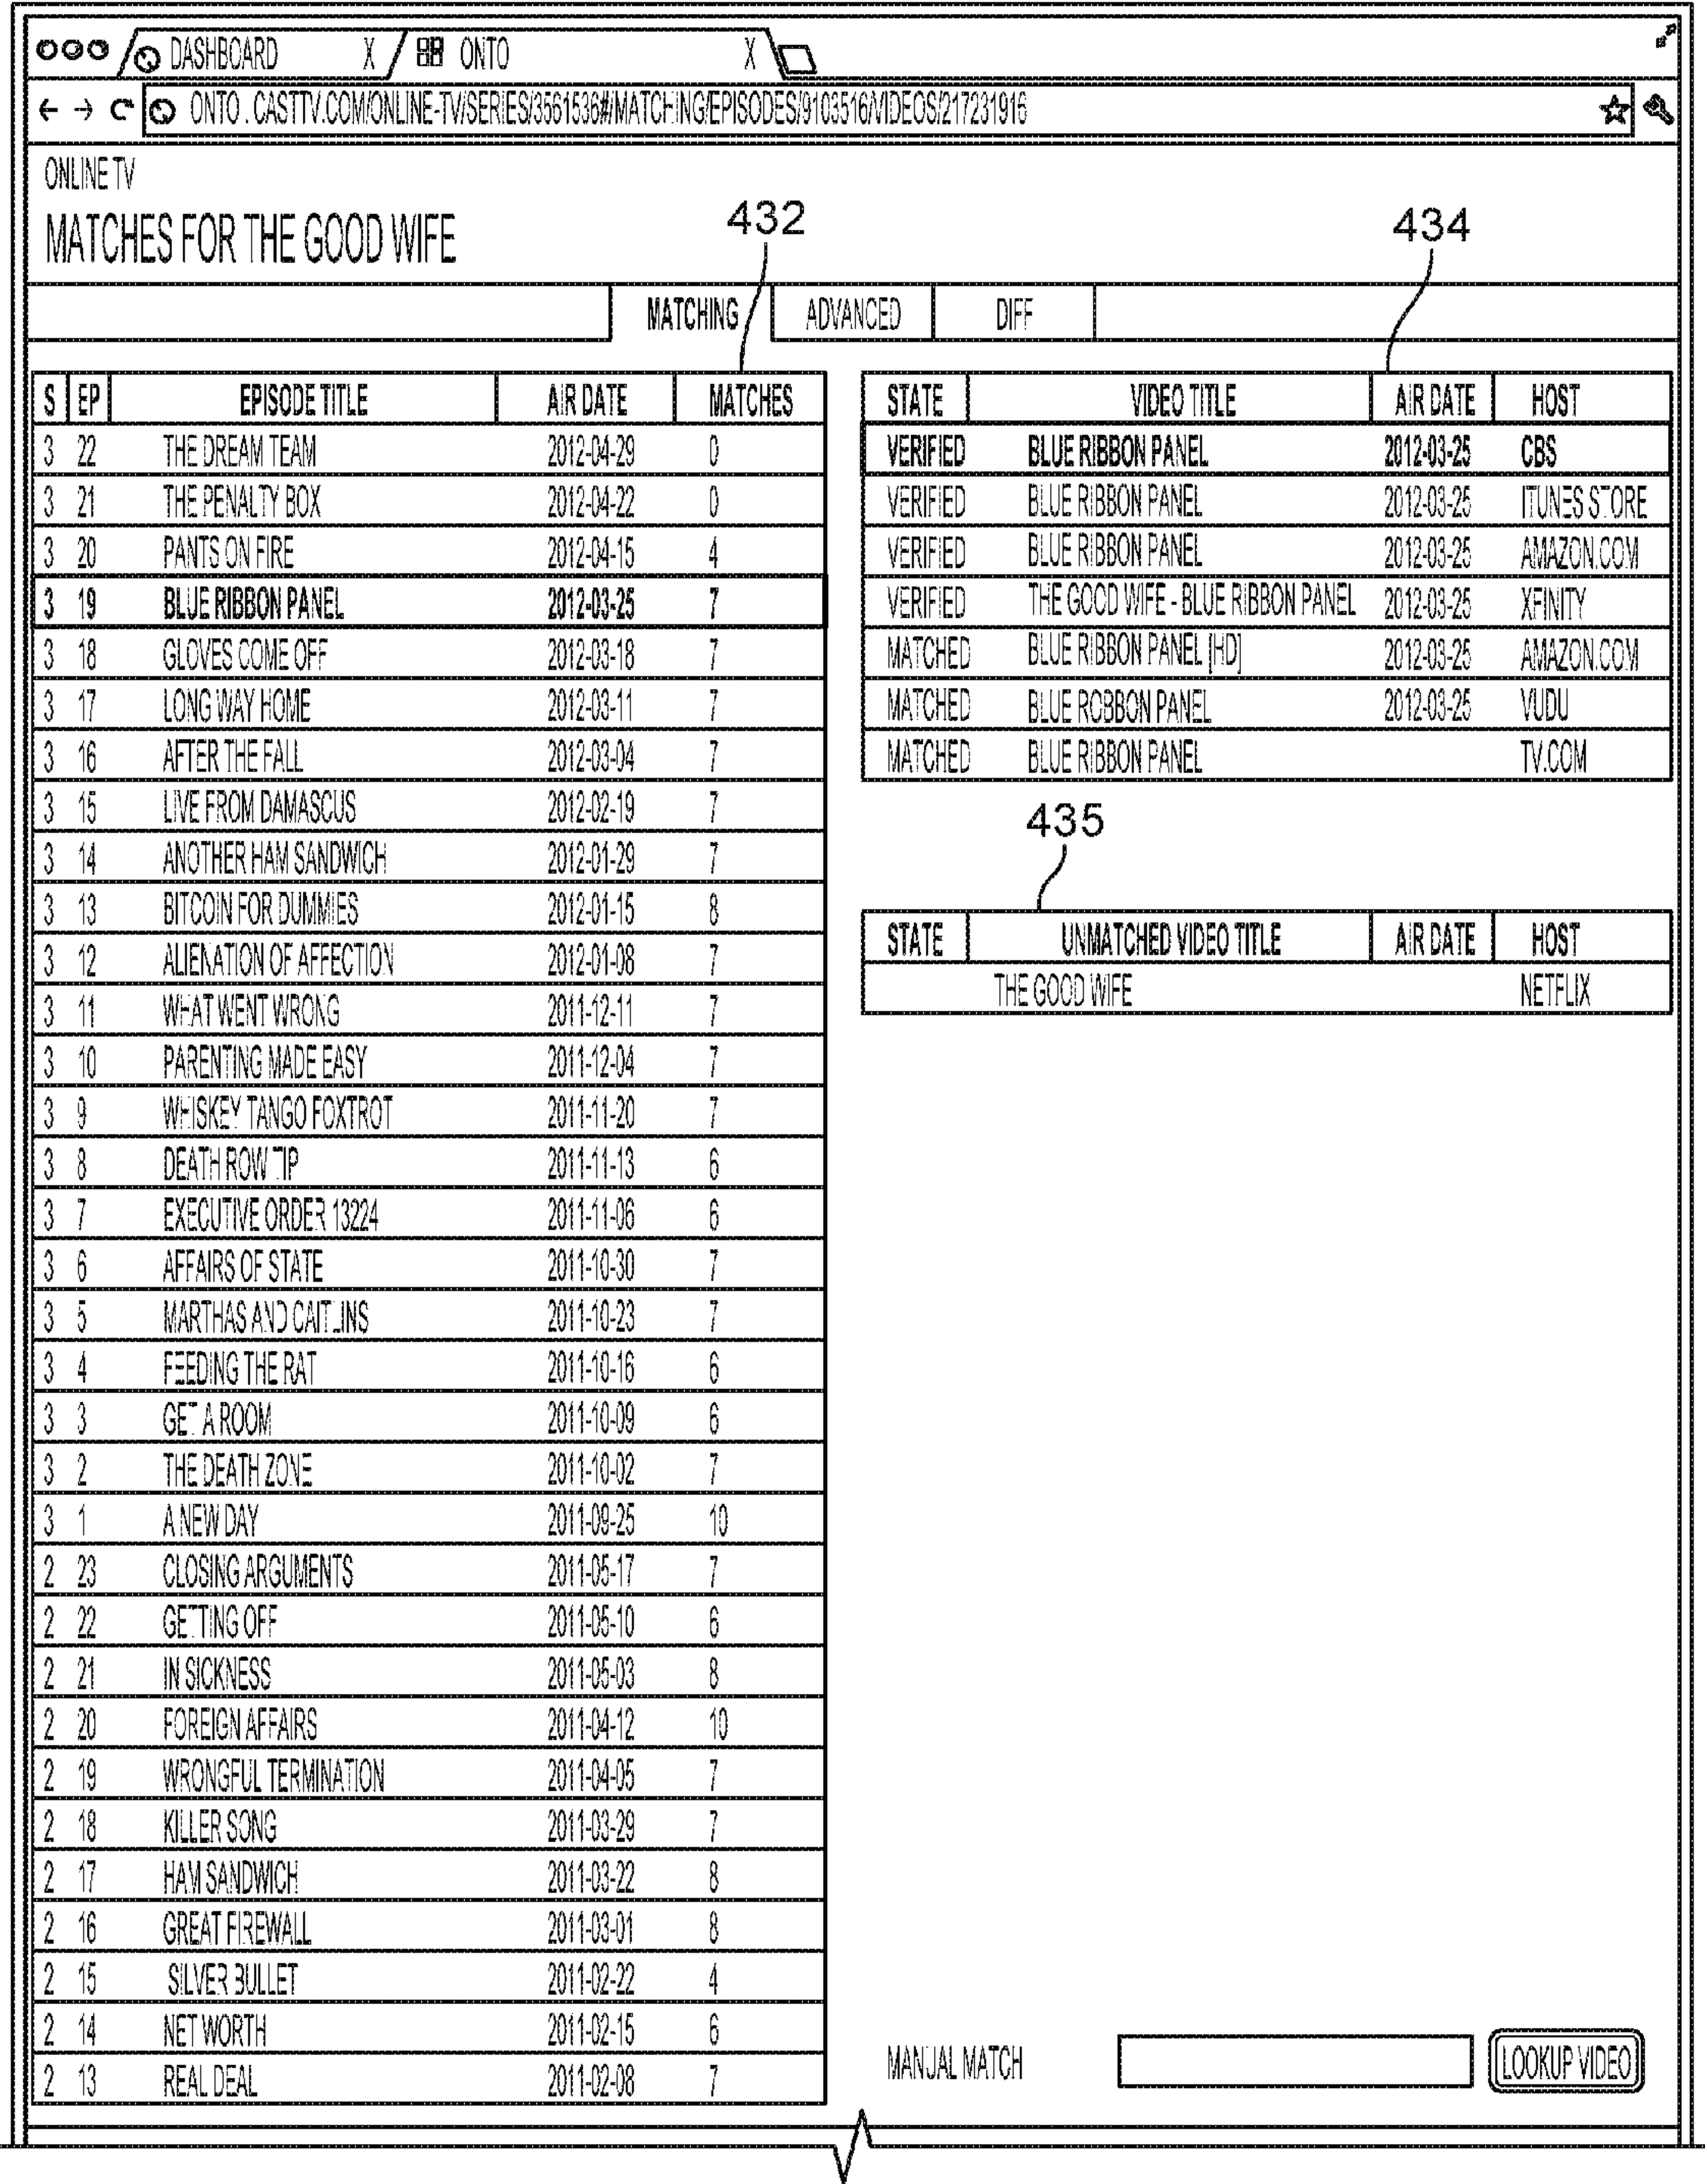 DASHBOARD X ONTO X
ONTO . CASTTV.COM/ONLINE-TV/SERIES/3561536#/MATCHING/EPISODES/9103516/VIDEOS/217231916
ONLINE TV
MATCHES FOR THE GOOD WIFE
432
434
MATCHING ADVANCED DIFF
S EP EPISODE TITLE AIR DATE MATCHES
3 22 THE DREAM TEAM 2012-04-29 0
3 21 THE PENALTY BOX 2012-04-22 0
3 20 PANTS ON FIRE 2012-04-15 4
3 19 BLUE RIBBON PANEL 2012-03-25 7
3 18 GLOVES COME OFF 2012-03-18 7
3 17 LONG WAY HOME 2012-03-11 7
3 16 AFTER THE FALL 2012-03-04 7
3 15 LIVE FROM DAMASCUS 2012-02-19 7
3 14 ANOTHER HAM SANDWICH 2012-01-29 7
3 13 BITCOIN FOR DUMMIES 2012-01-15 8
3 12 ALIENATION OF AFFECTION 2012-01-08 7
3 11 WHAT WENT WRONG 2011-12-11 7
3 10 PARENTING MADE EASY 2011-12-04 7
3 9 WHISKEY TANGO FOXTROT 2011-11-20 7
3 8 DEATH ROW TIP 2011-11-13 6
3 7 EXECUTIVE ORDER 13224 2011-11-06 6
3 6 AFFAIRS OF STATE 2011-10-30 7
3 5 MARTHAS AND CAITLINS 2011-10-23 7
3 4 FEEDING THE RAT 2011-10-16 6
3 3 GET A ROOM 2011-10-09 6
3 2 THE DEATH ZONE 2011-10-02 7
3 1 A NEW DAY 2011-09-25 10
2 23 CLOSING ARGUMENTS 2011-05-17 7
2 22 GETTING OFF 2011-05-10 6
2 21 IN SICKNESS 2011-05-03 8
2 20 FOREIGN AFFAIRS 2011-04-12 10
2 19 WRONGFUL TERMINATION 2011-04-05 7
2 18 KILLER SONG 2011-03-29 7
2 17 HAM SANDWICH 2011-03-22 8
2 16 GREAT FIREWALL 2011-03-01 8
2 15 SILVER BULLET 2011-02-22 4
2 14 NET WORTH 2011-02-15 6
2 13 REAL DEAL 2011-02-08 7
STATE VIDEO TITLE AIR DATE HOST
VERIFIED BLUE RIBBON PANEL 2012-03-25 CBS
VERIFIED BLUE RIBBON PANEL 2012-03-25 ITUNES STORE
VERIFIED BLUE RIBBON PANEL 2012-03-25 AMAZON.COM
VERIFIED THE GOOD WIFE - BLUE RIBBON PANEL 2012-03-25 XFINITY
MATCHED BLUE RIBBON PANEL [HD] 2012-03-25 AMAZON.COM
MATCHED BLUE ROBBON PANEL 2012-03-25 VUDU
MATCHED BLUE RIBBON PANEL TV.COM
435
STATE UNMATCHED VIDEO TITLE AIR DATE HOST
THE GOOD WIFE NETFLIX
MANUAL MATCH LOOKUP VIDEO